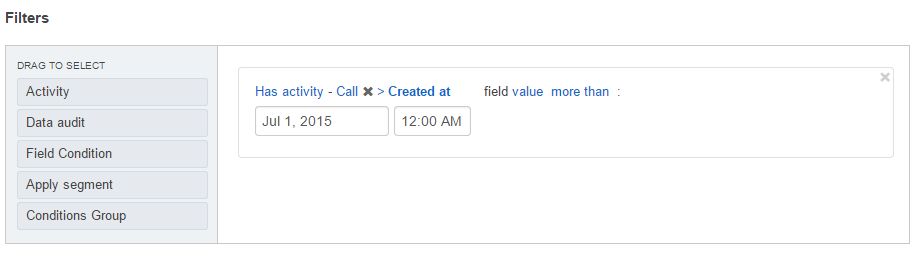 Filters
DRAG TO SELECT
Activity
Data audit
Field Condition
Apply segment
Conditions Group
Has activity - Call ✖ > Created at field value more than :
Jul 1, 2015 12:00 AM